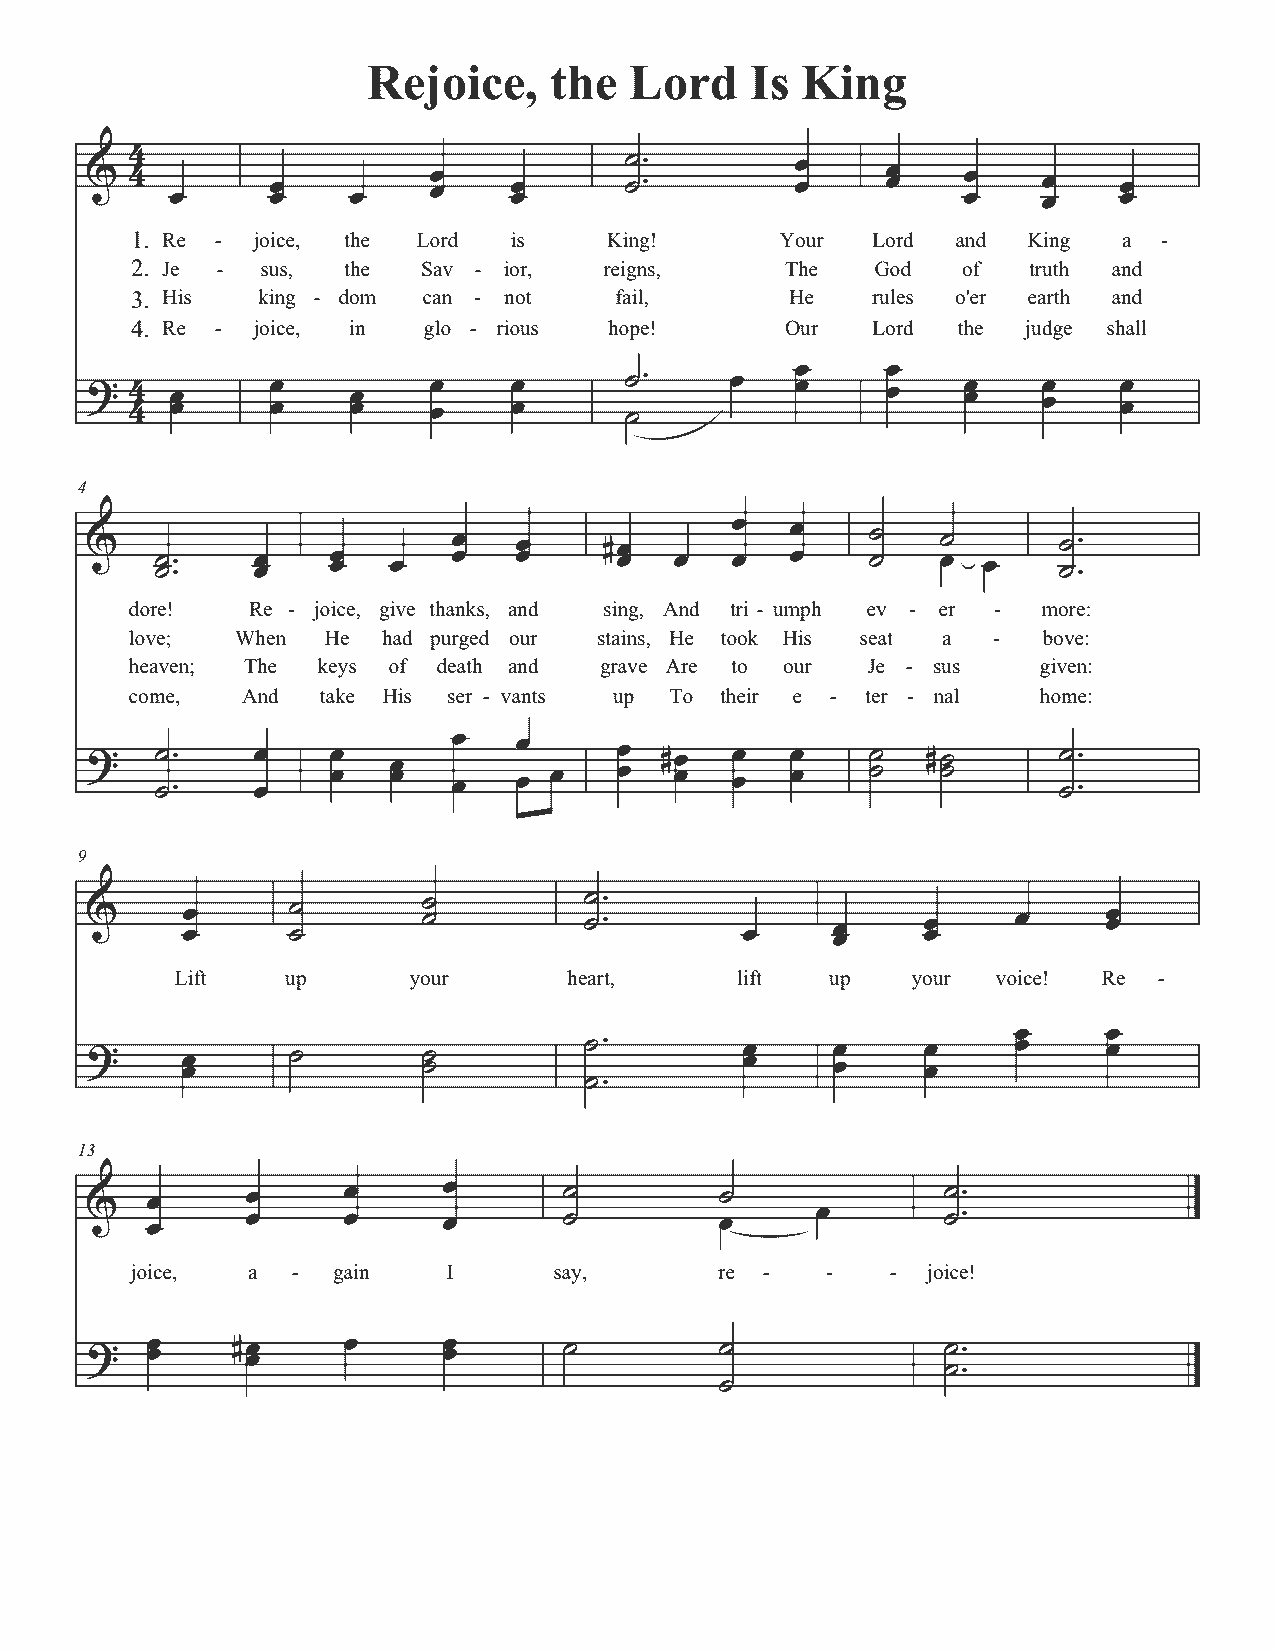 Rejoice, the Lord Is King
1. Re - joice, the Lord is King! Your Lord and King a -
2. Je - sus, the Sav - ior, reigns, The God of truth and
3. His king - dom can - not fail, He rules o'er earth and
4. Re - joice, in glo - rious hope! Our Lord the judge shall
4
dore! Re - joice, give thanks, and sing, And tri - umph ev - er - more:
love; When He had purged our stains, He took His seat a - bove:
heaven; The keys of death and grave Are to our Je - sus given:
come, And take His ser - vants up To their e - ter - nal home:
9
Lift up your heart, lift up your voice! Re -
13
joice, a - gain I say, re - - - joice!